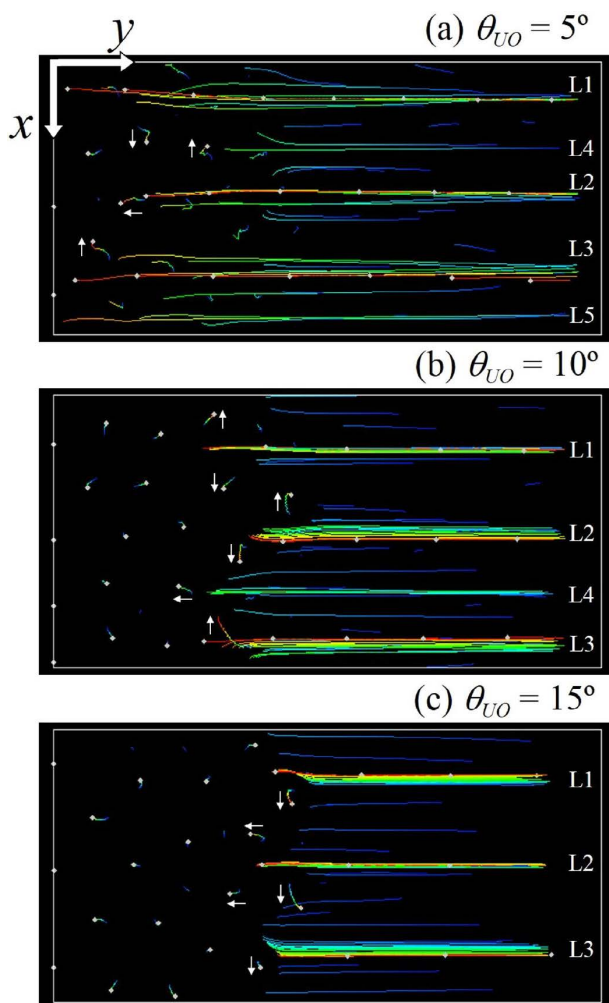 (a) θUO = 5º
y
x
L1
L4
L2
L3
L5
(b) θUO = 10º
L1
L2
L4
L3
(c) θUO = 15º
L1
L2
L3